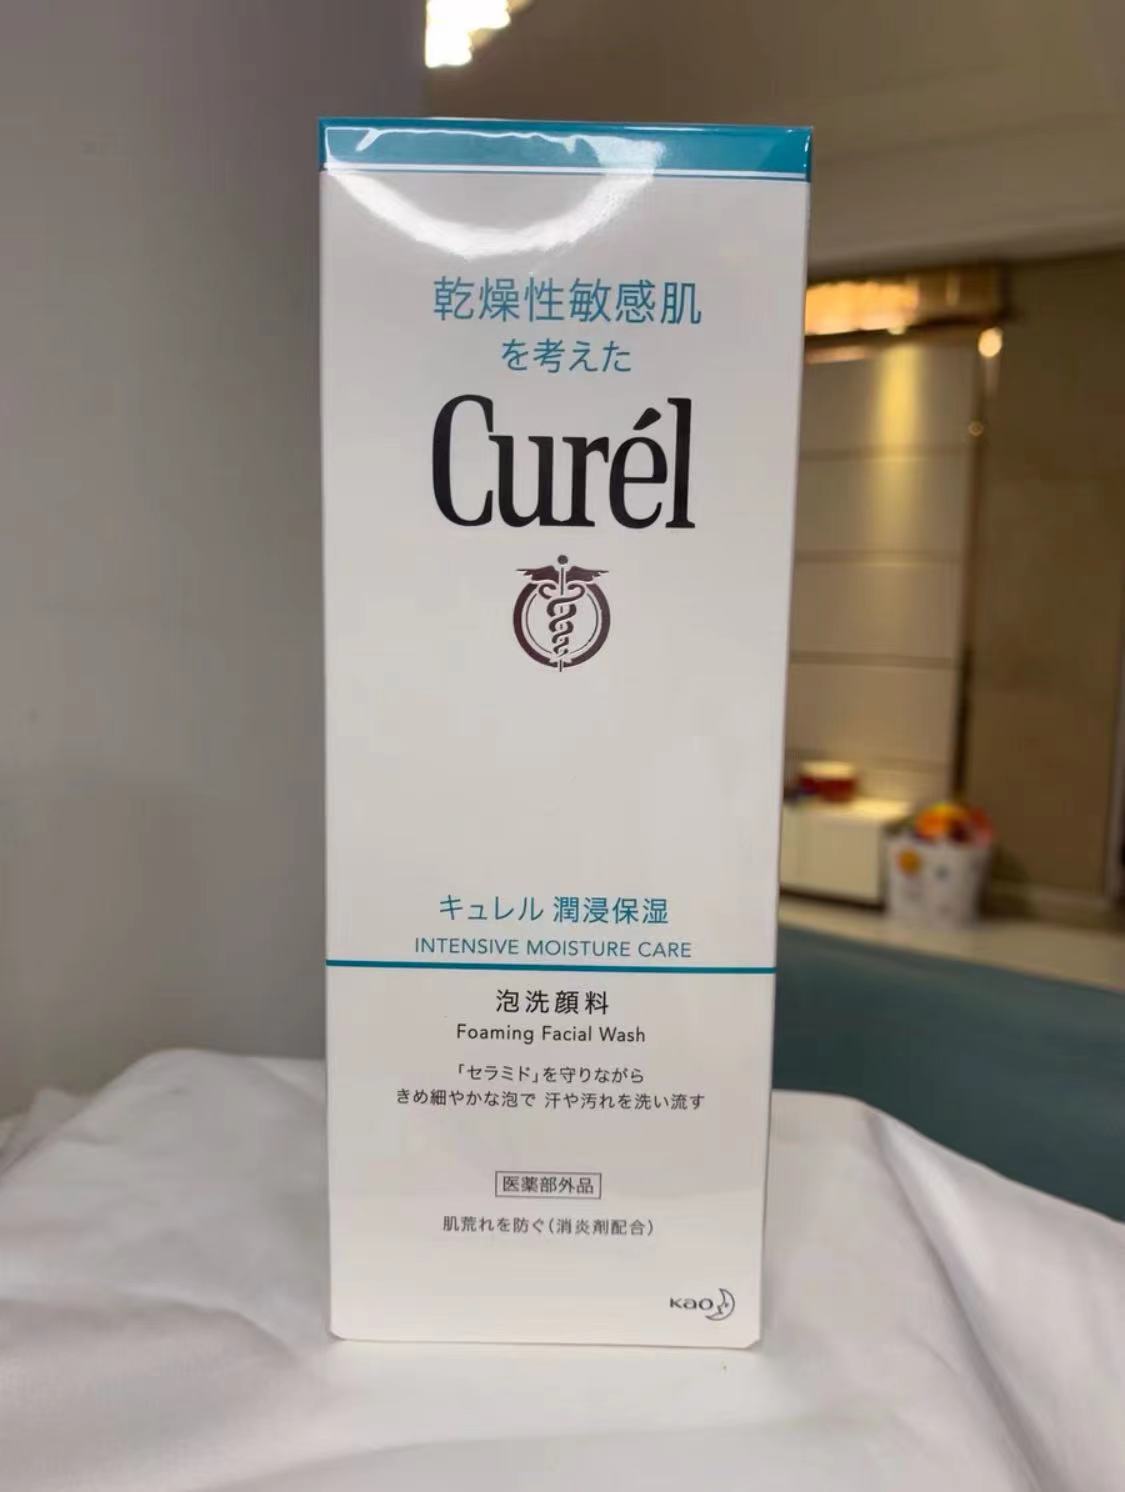 乾燥性敏感肌
を考えた
Curél
キュレル 潤浸保湿
INTENSIVE MOISTURE CARE
泡洗顔料
Foaming Facial Wash
「セラミド」を守りながら
きめ細やかな泡で 汗や汚れを洗い流す
医薬部外品
肌荒れを防ぐ(消炎剤配合)
Kao